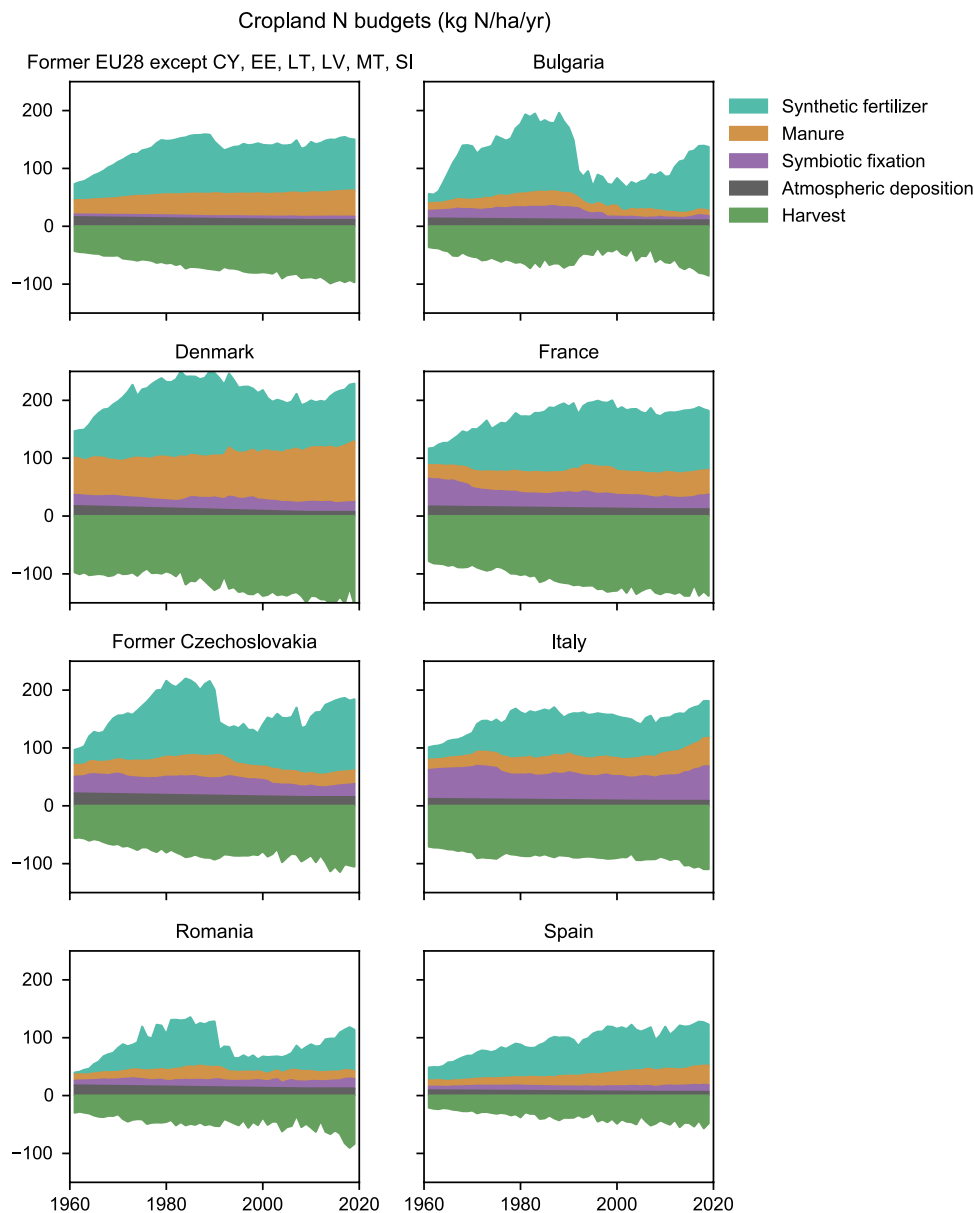 Cropland N budgets (kg N/ha/yr)
Former EU28 except CY, EE, LT, LV, MT, SI
Bulgaria
200
100
0
−100
Synthetic fertilizer
Manure
Symbiotic fixation
Atmospheric deposition
Harvest
Denmark
France
200
100
0
−100
Former Czechoslovakia
Italy
200
100
0
−100
Romania
Spain
200
100
0
−100
1960 1980 2000 2020 1960 1980 2000 2020